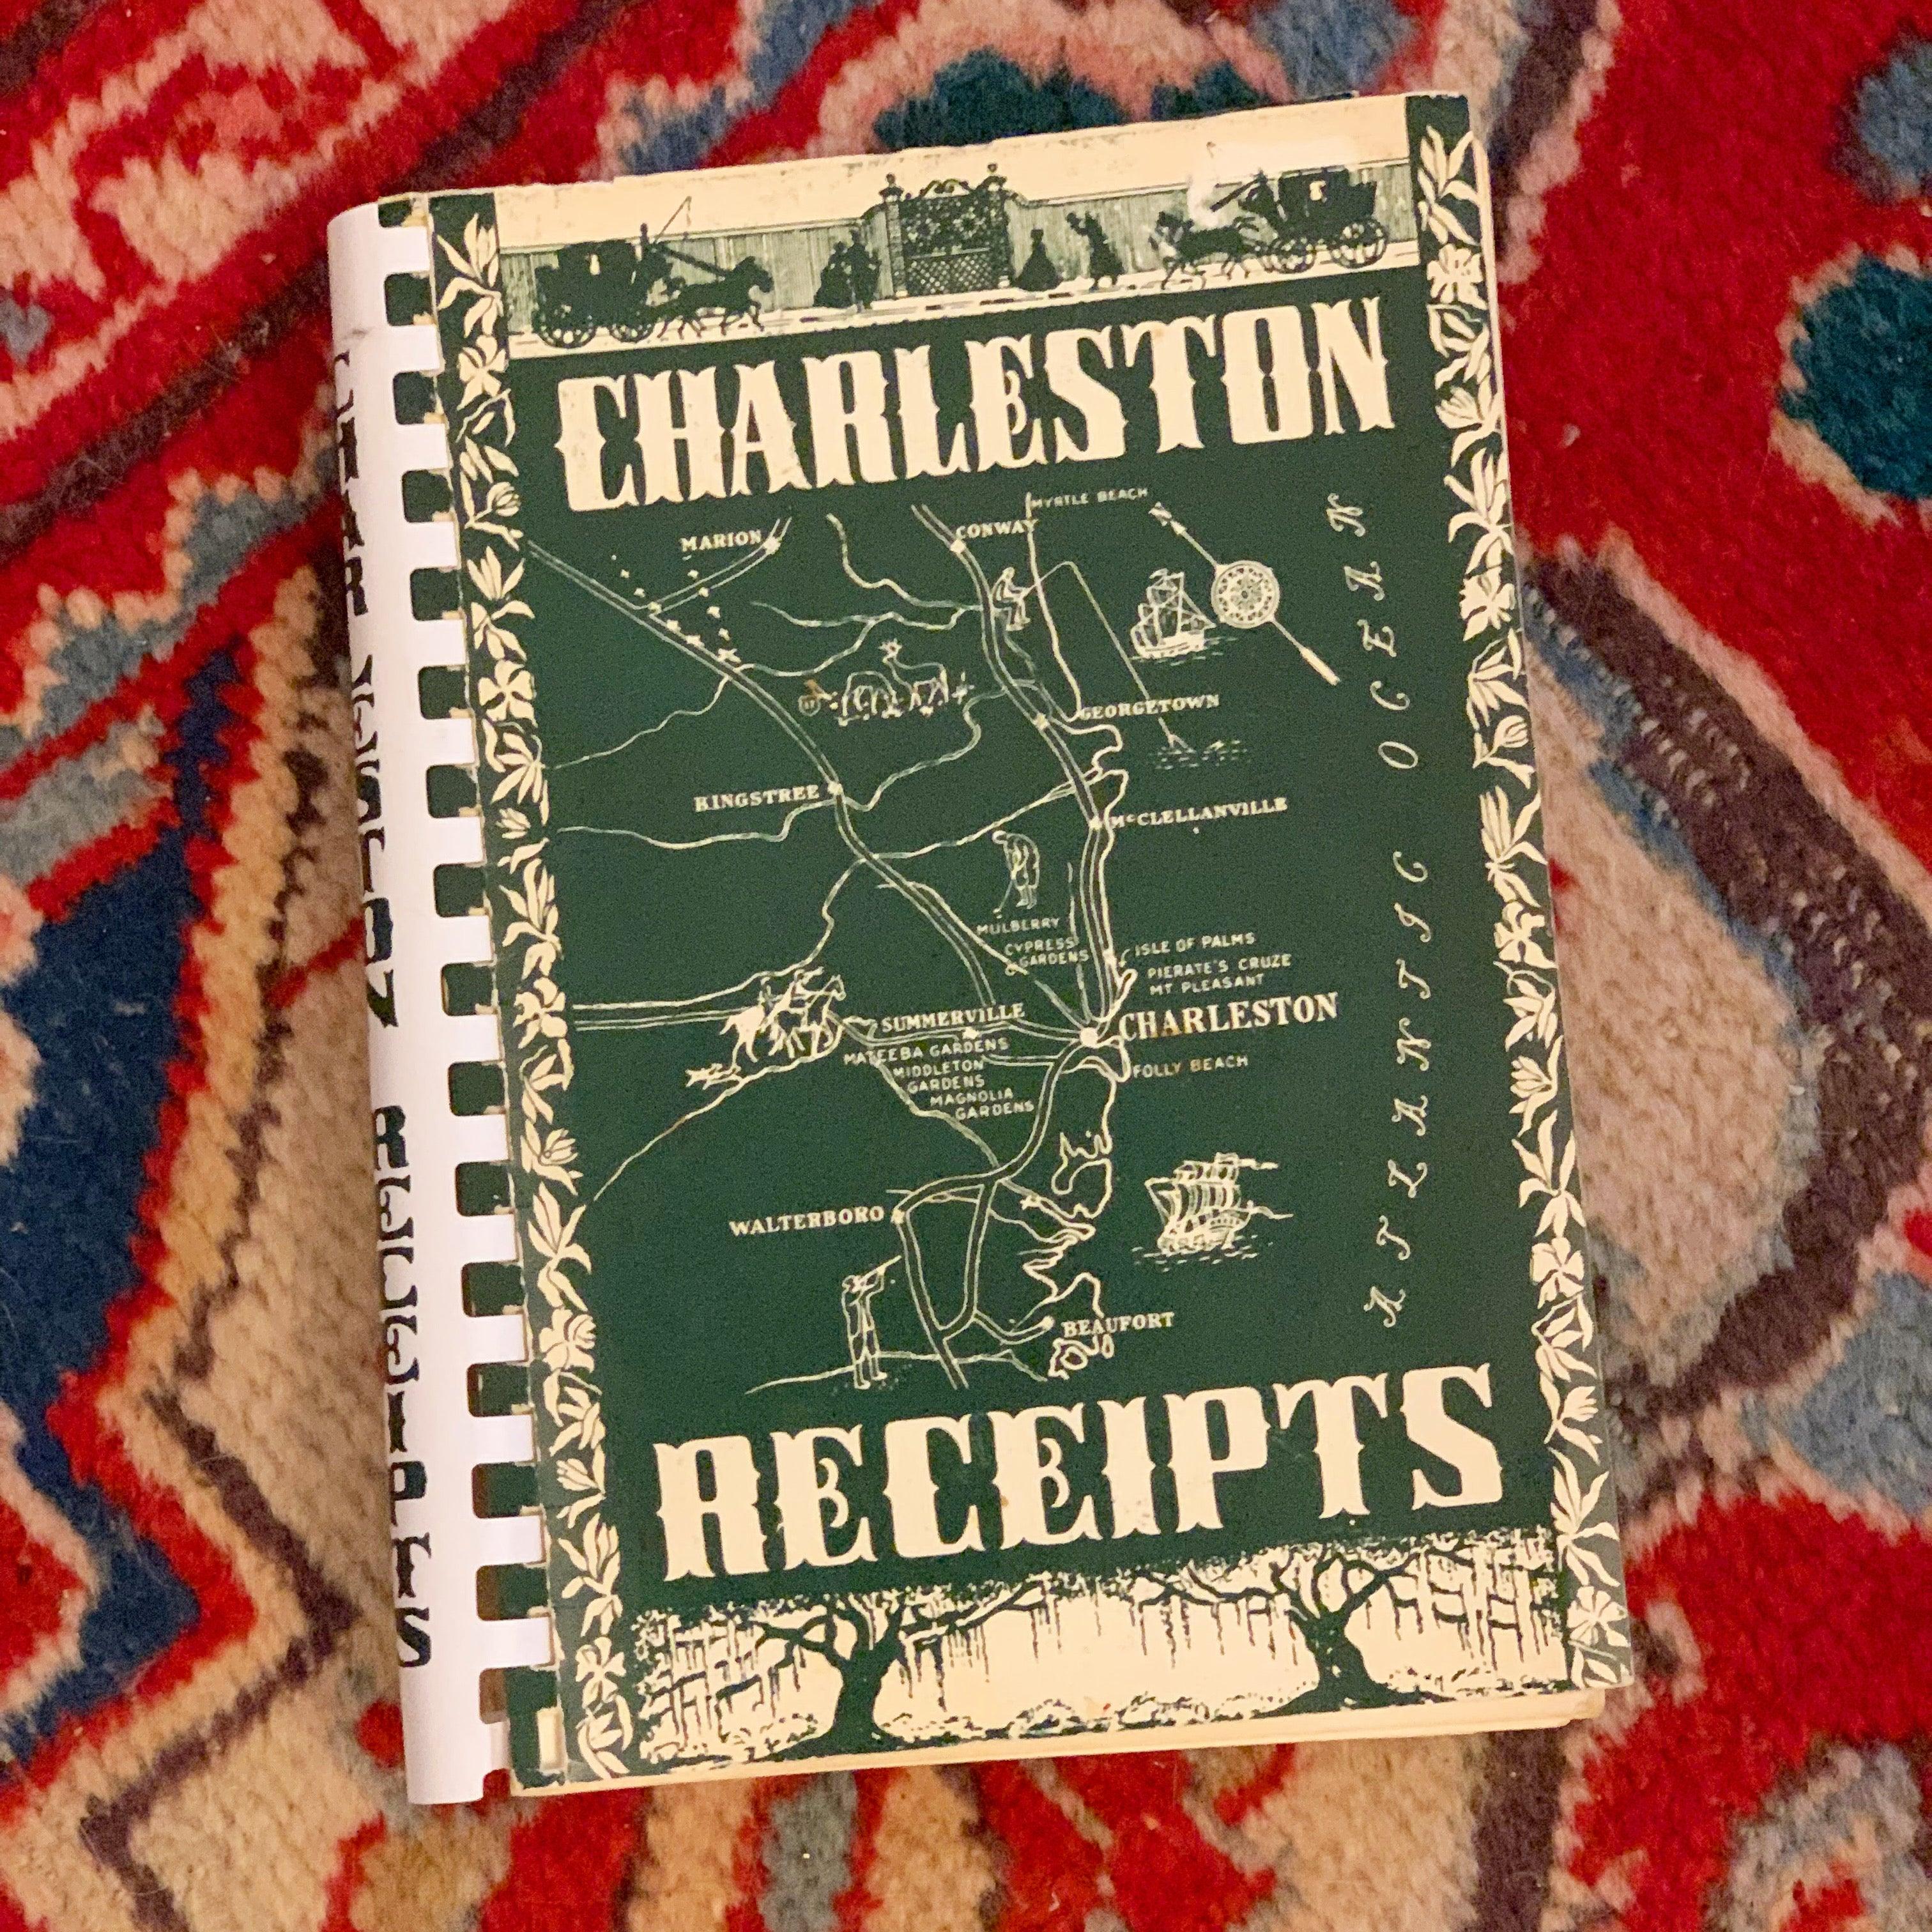 CHARLESTON
MYRTLE BEACH
MARION
CONWAY
GEORGETOWN
KINGSTREE
McCLELLANVILLE
MULBERRY
CYPRESS
GARDENS
ISLE OF PALMS
PIERATE'S CRUZE
MT PLEASANT
SUMMERVILLE
CHARLESTON
MATEEBA GARDENS
MIDDLETON
GARDENS
MAGNOLIA
GARDENS
FOLLY BEACH
WALTERBORO
BEAUFORT
ATLANTIC OCEAN
RECEIPTS
CHARLESTON RECEIPTS